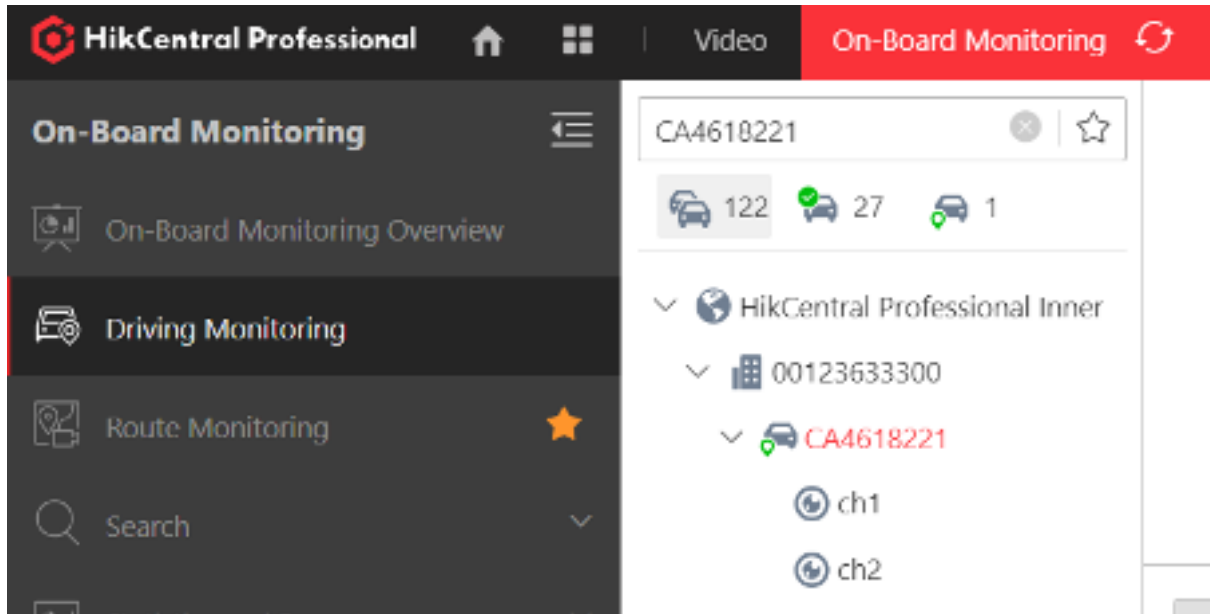 HikCentral Professional
Video
On-Board Monitoring
On-Board Monitoring
On-Board Monitoring Overview
Driving Monitoring
Route Monitoring
Search
CA4618221
122
27
1
HikCentral Professional Inner
00123633300
CA4618221
ch1
ch2